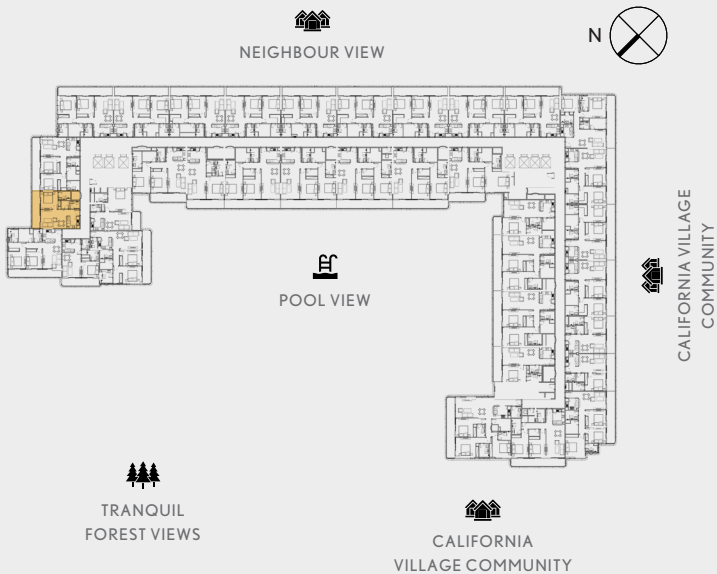 N
NEIGHBOUR VIEW
CALIFORNIA VILLAGE
COMMUNITY
POOL VIEW
TRANQUIL
FOREST VIEWS
CALIFORNIA
VILLAGE COMMUNITY